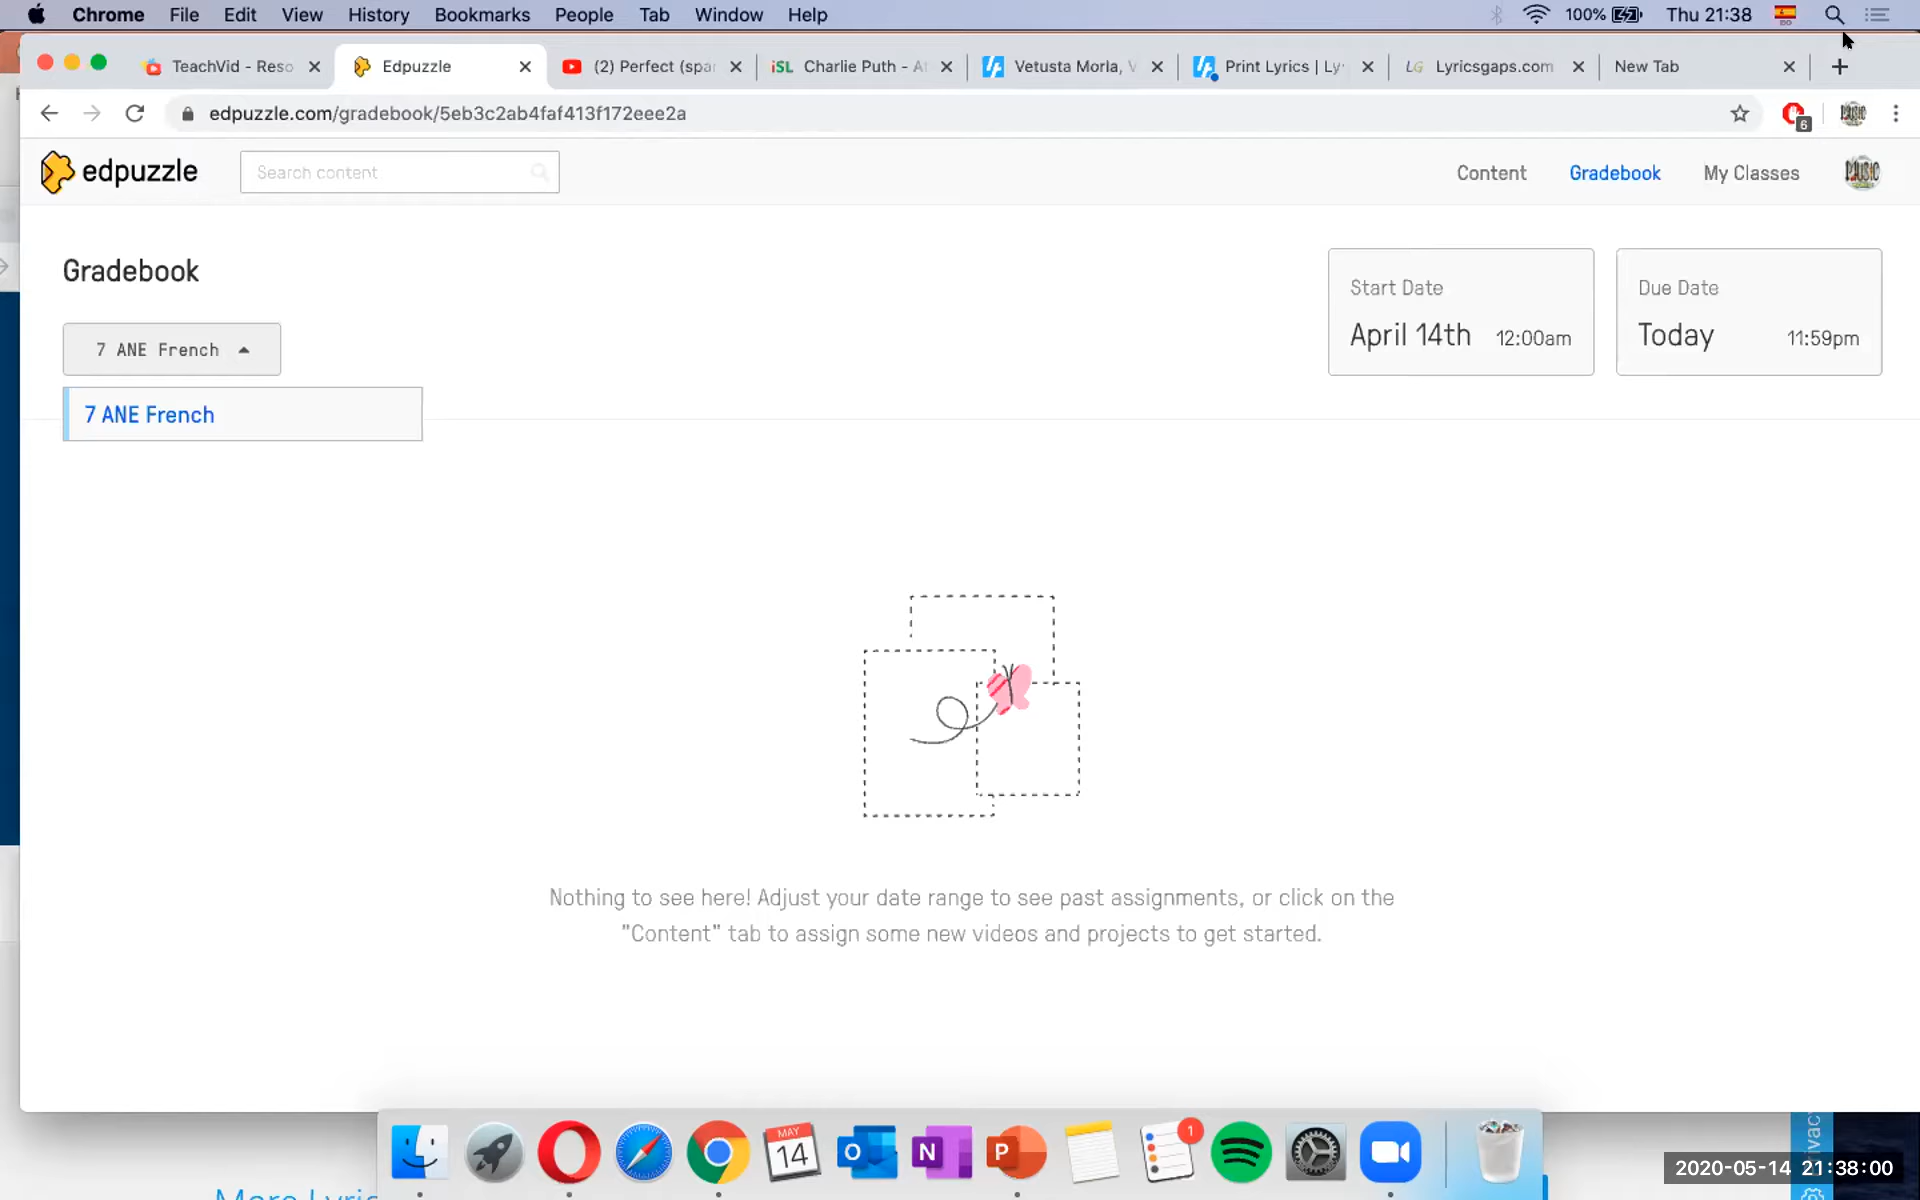 Chrome File Edit View History Bookmarks People Tab Window Help 100% Thu 21:38
TeachVid - Reso Edpuzzle (2) Perfect (spa iSL Charlie Puth - A Vetusta Morla, V Print Lyrics | Ly LG Lyricsgaps.com New Tab
edpuzzle.com/gradebook/5eb3c2ab4faf413f172eee2a 6
edpuzzle Search content Content Gradebook My Classes MUSIC
Gradebook
Start Date Due Date
April 14th 12:00am Today 11:59pm
7 ANE French
7 ANE French
Nothing to see here! Adjust your date range to see past assignments, or click on the
"Content" tab to assign some new videos and projects to get started.
MAY
14
O N P 1
2020-05-14 21:38:00